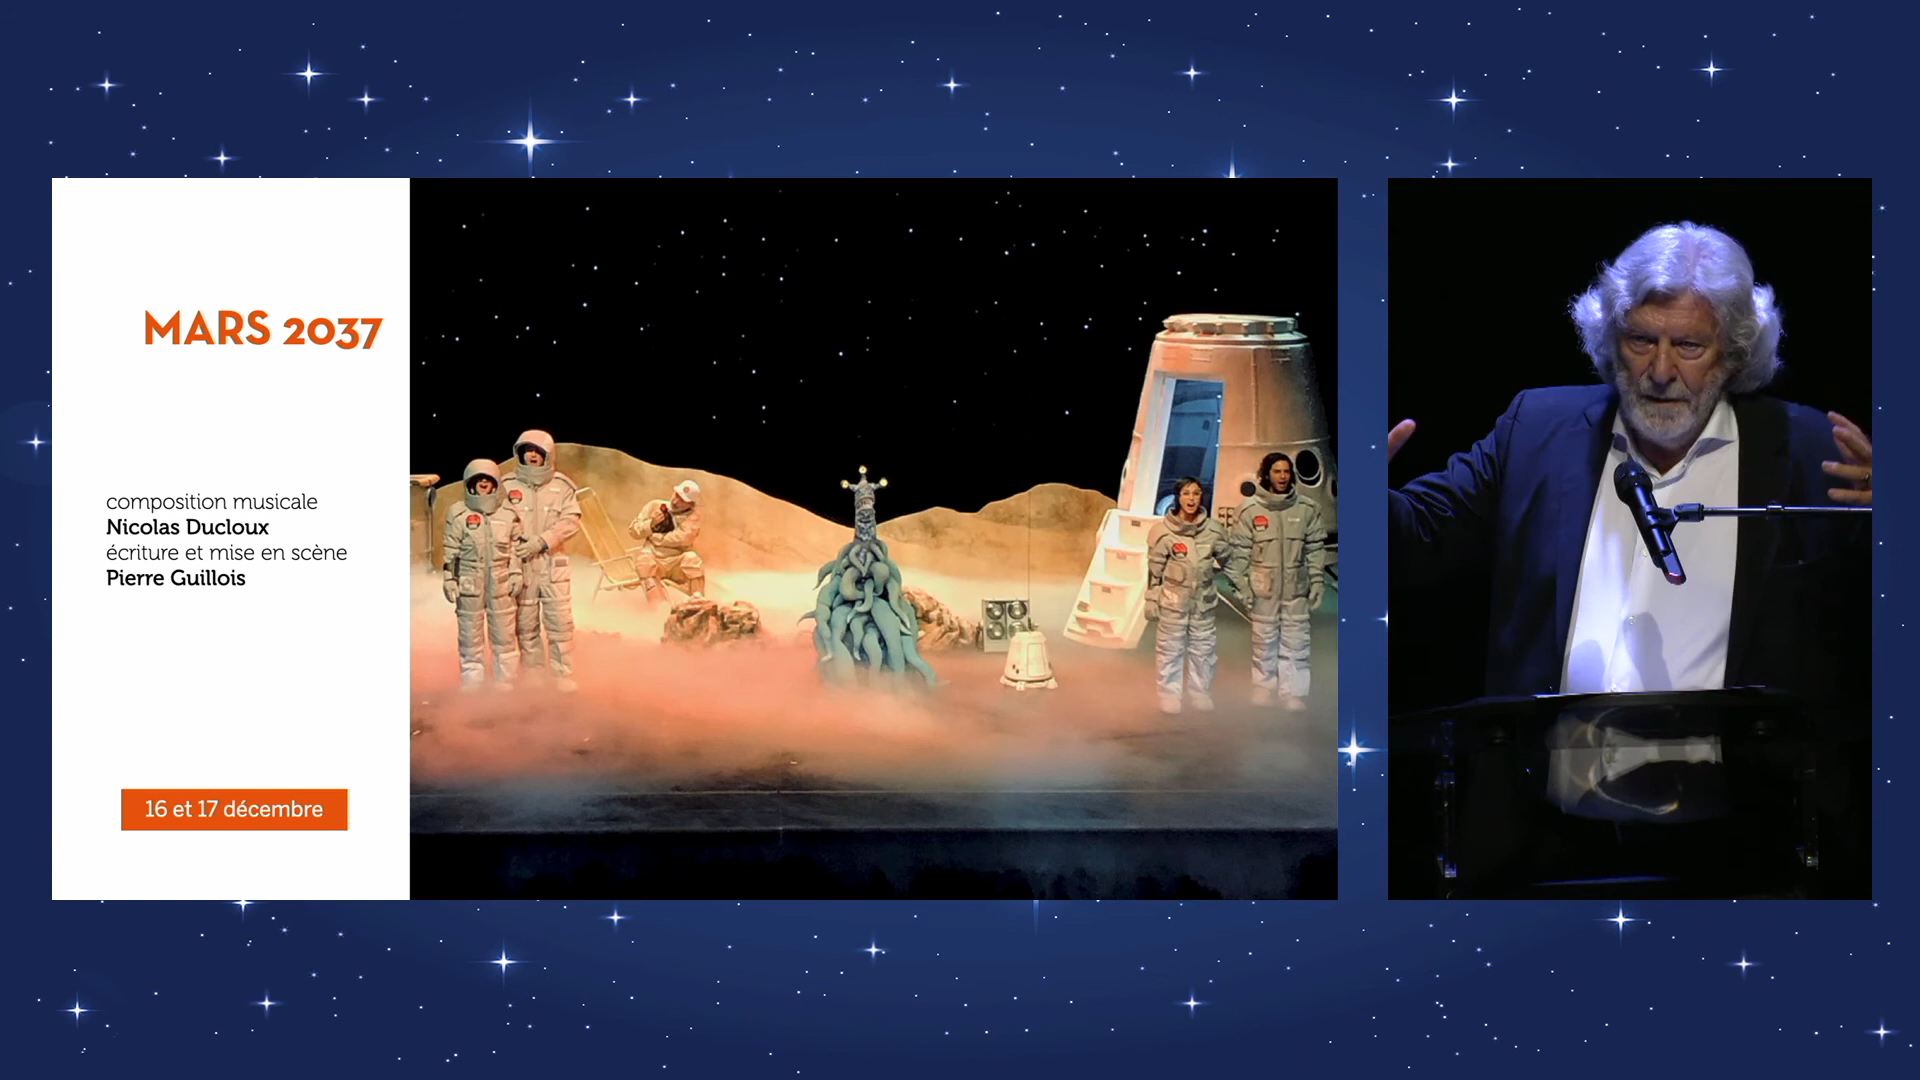 MARS 2037
composition musicale
Nicolas Ducloux
écriture et mise en scène
Pierre Guillois
16 et 17 décembre